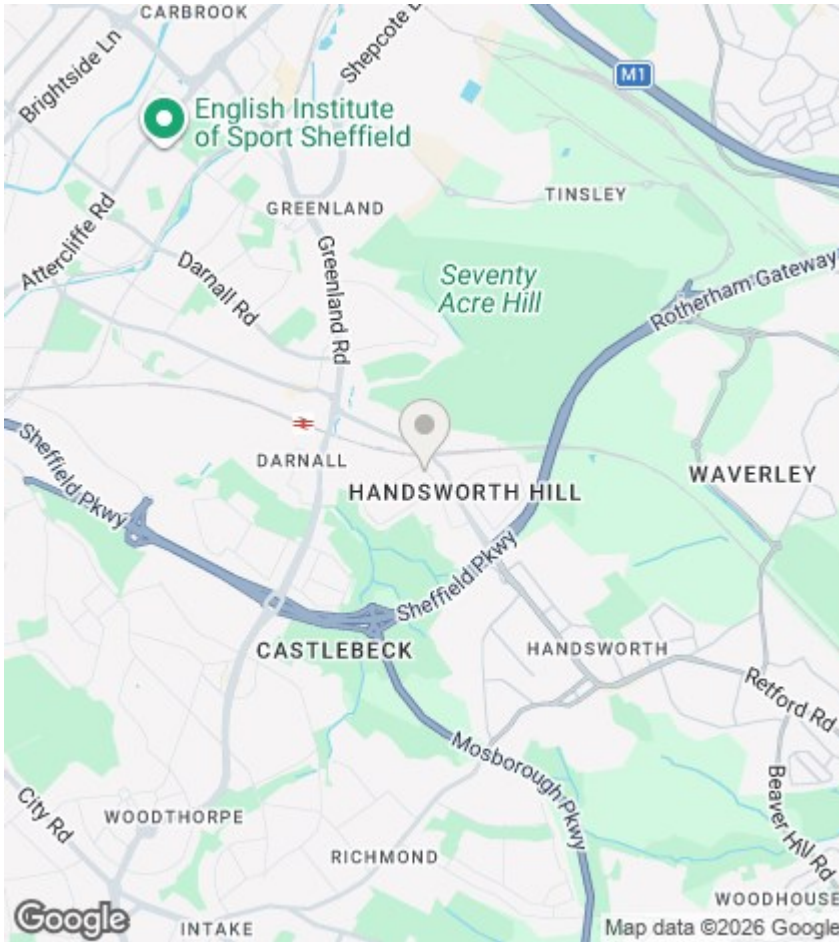 CARBROOK
Brightside Ln
Shepcote
M1
English Institute
of Sport Sheffield
TINSLEY
GREENLAND
Attercliffe Rd
Darnall Rd
Greenland Rd
Seventy
Acre Hill
Rotherham Gateway
Sheffield Pkwy
DARNALL
HANDSWORTH HILL
WAVERLEY
Sheffield Pkwy
CASTLEBECK
HANDSWORTH
Retford Rd
Mosborough Pkwy
Beaver Hill Rd
City Rd
WOODTHORPE
RICHMOND
WOODHOUSE
INTAKE
Google
Map data ©2026 Google